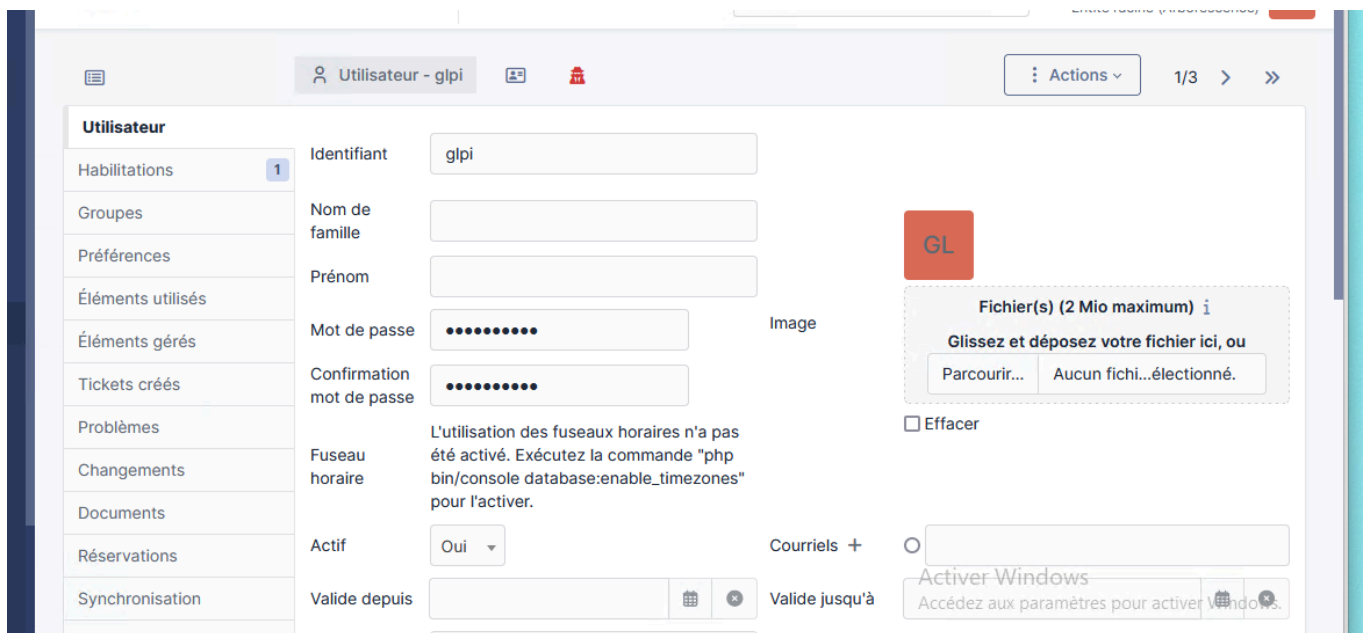 Utilisateur - glpi
Actions
1/3
Utilisateur
Habilitations 1
Groupes
Préférences
Éléments utilisés
Éléments gérés
Tickets créés
Problèmes
Changements
Documents
Réservations
Synchronisation
Identifiant
glpi
Nom de
famille
Prénom
Mot de passe
••••••••••
Confirmation
mot de passe
••••••••••
Fuseau
horaire
L'utilisation des fuseaux horaires n'a pas
été activé. Exécutez la commande "php
bin/console database:enable_timezones"
pour l'activer.
Actif
Oui
Valide depuis
Image
GL
Fichier(s) (2 Mio maximum) i
Glissez et déposez votre fichier ici, ou
Parcourir... Aucun fichi...électionné.
Effacer
Courriels +
Valide jusqu'à
Activer Windows
Accédez aux paramètres pour activer Windows.